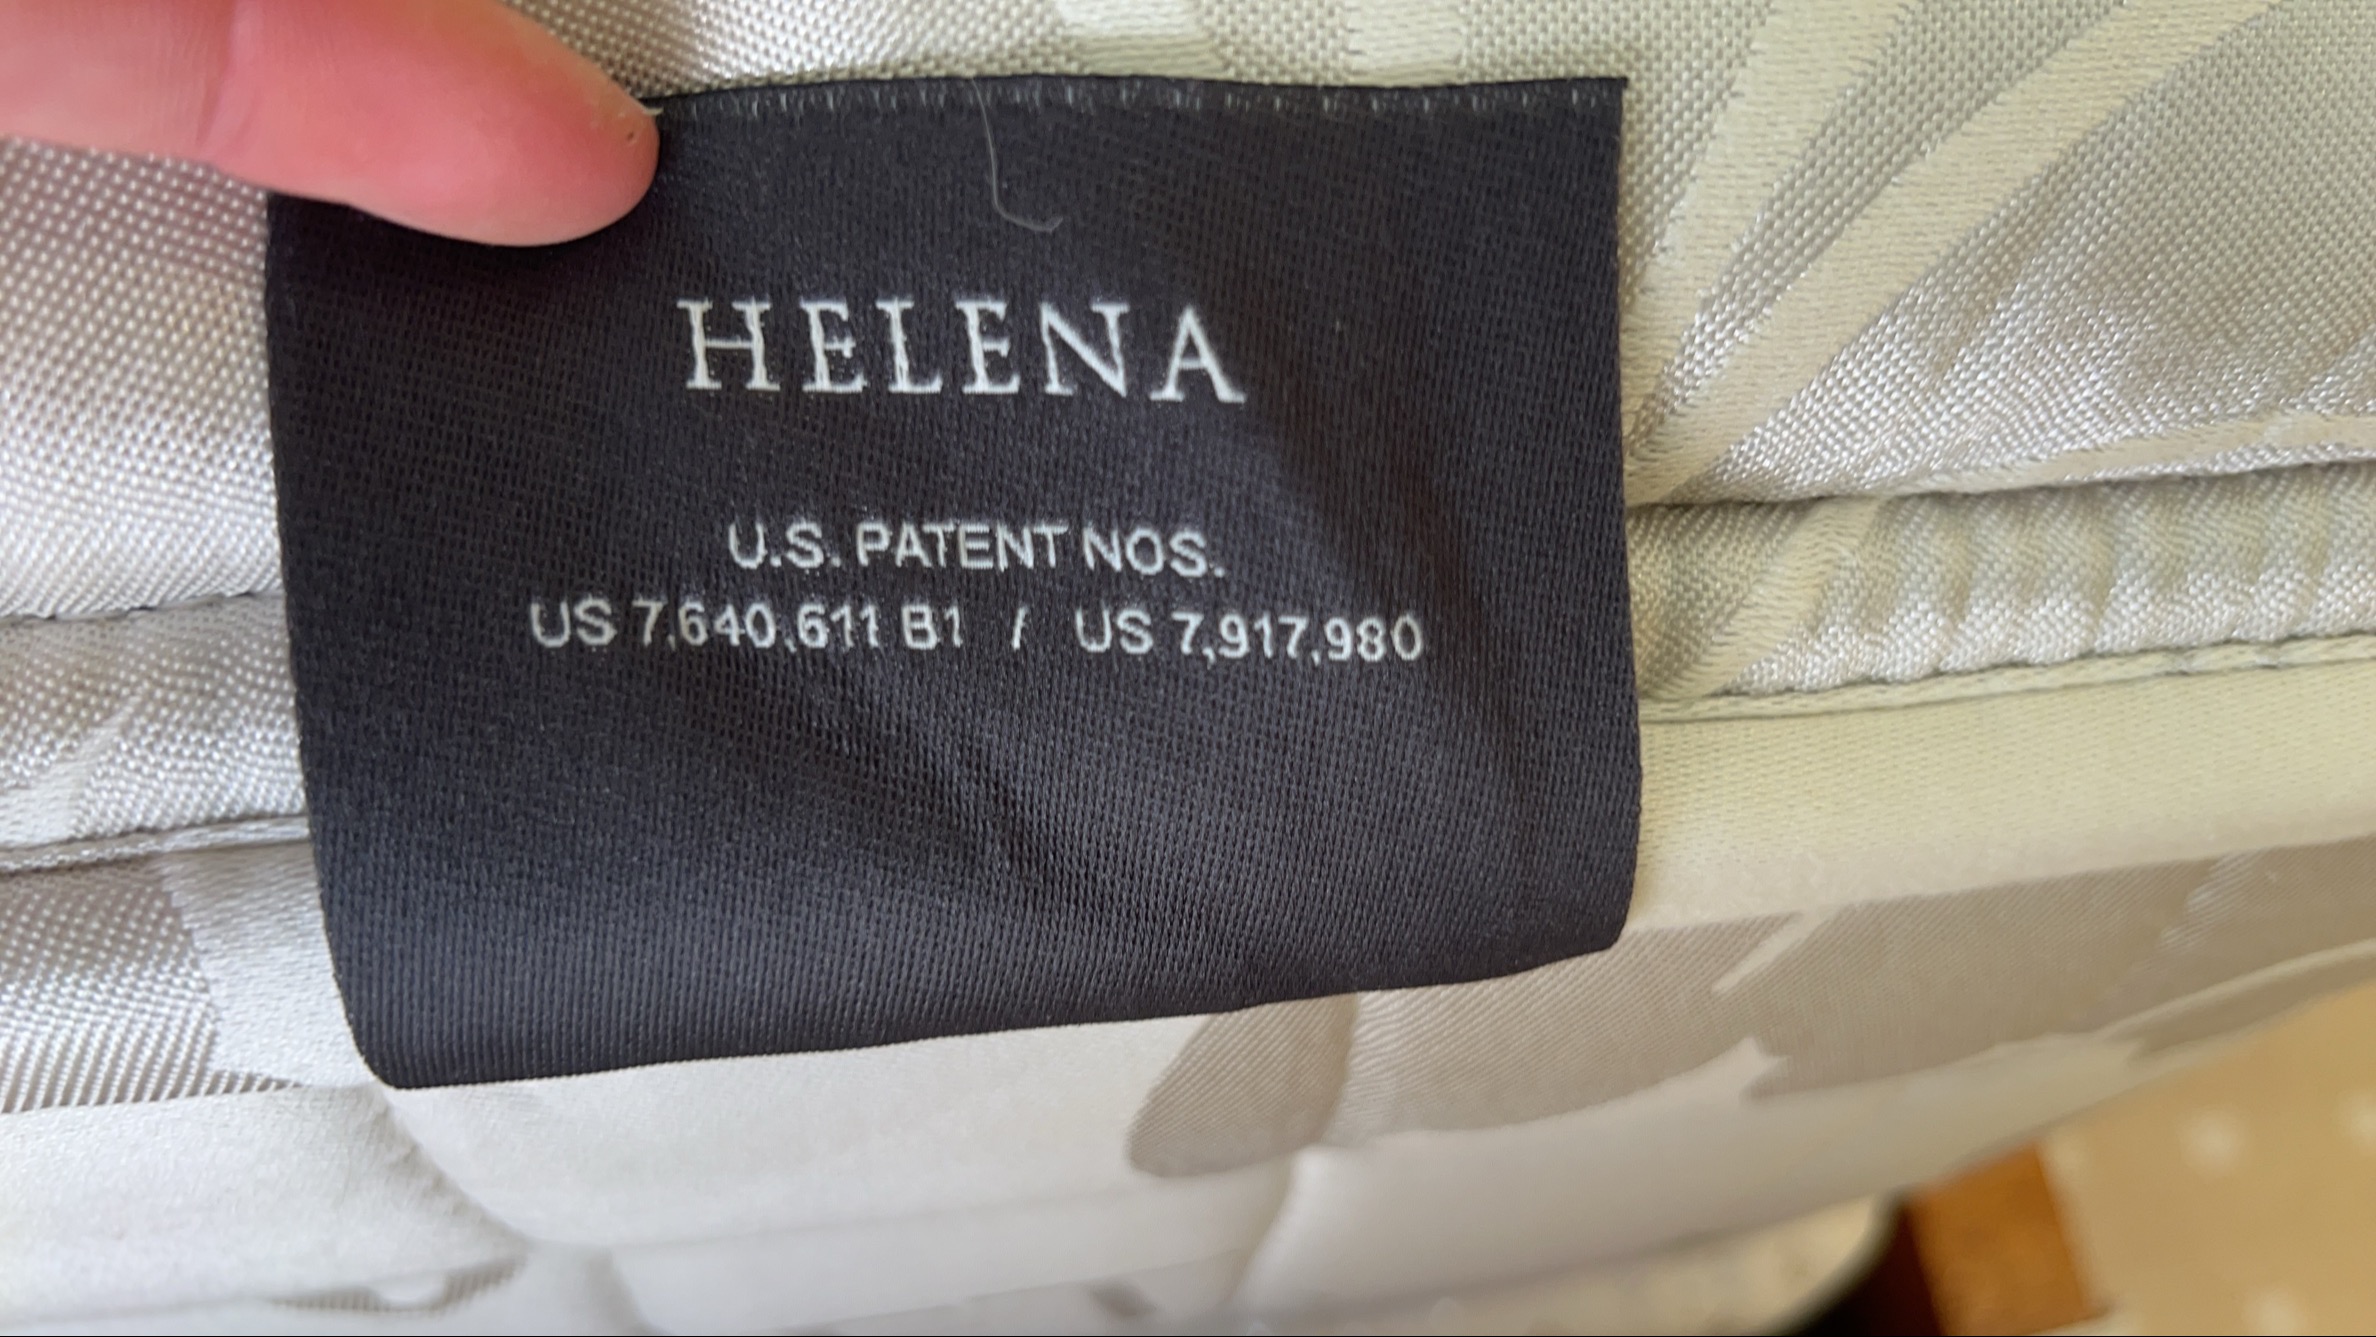 HELENA
U.S. PATENT NOS.
US 7,640,611 B1 / US 7,917,980